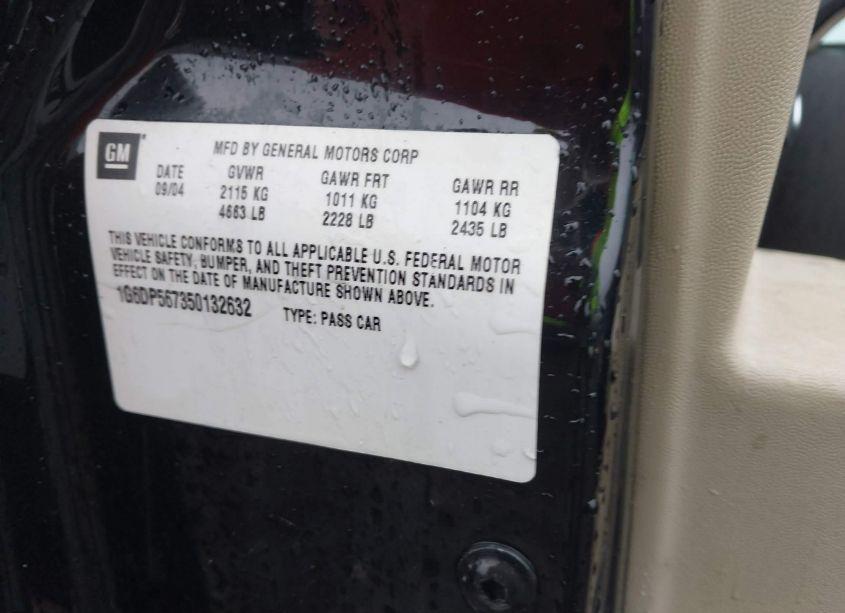 GM
MFD BY GENERAL MOTORS CORP
DATE GVWR GAWR FRT GAWR RR
09/04 2115 KG 1011 KG 1104 KG
4663 LB 2228 LB 2435 LB
THIS VEHICLE CONFORMS TO ALL APPLICABLE U.S. FEDERAL MOTOR
VEHICLE SAFETY, BUMPER, AND THEFT PREVENTION STANDARDS IN
EFFECT ON THE DATE OF MANUFACTURE SHOWN ABOVE.
1G6DP567350132632 TYPE: PASS CAR